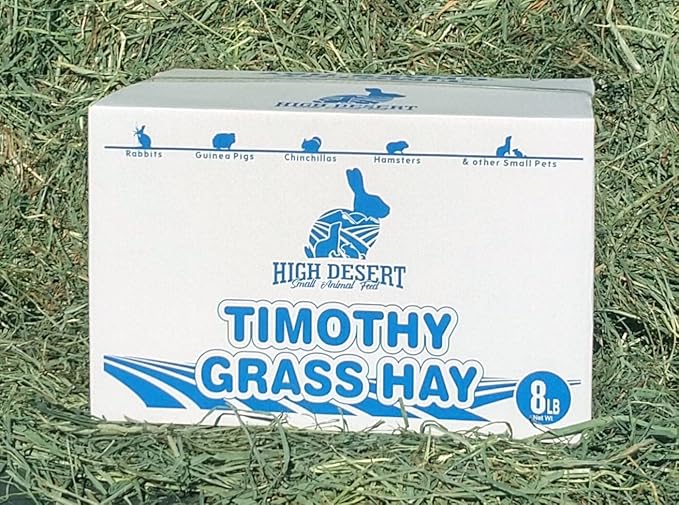 HIGH DESERT
Rabbits Guinea Pigs Chinchillas Hamsters & other Small Pets
HIGH DESERT
Small Animal Feed
TIMOTHY
GRASS HAY
8LB
Net Wt